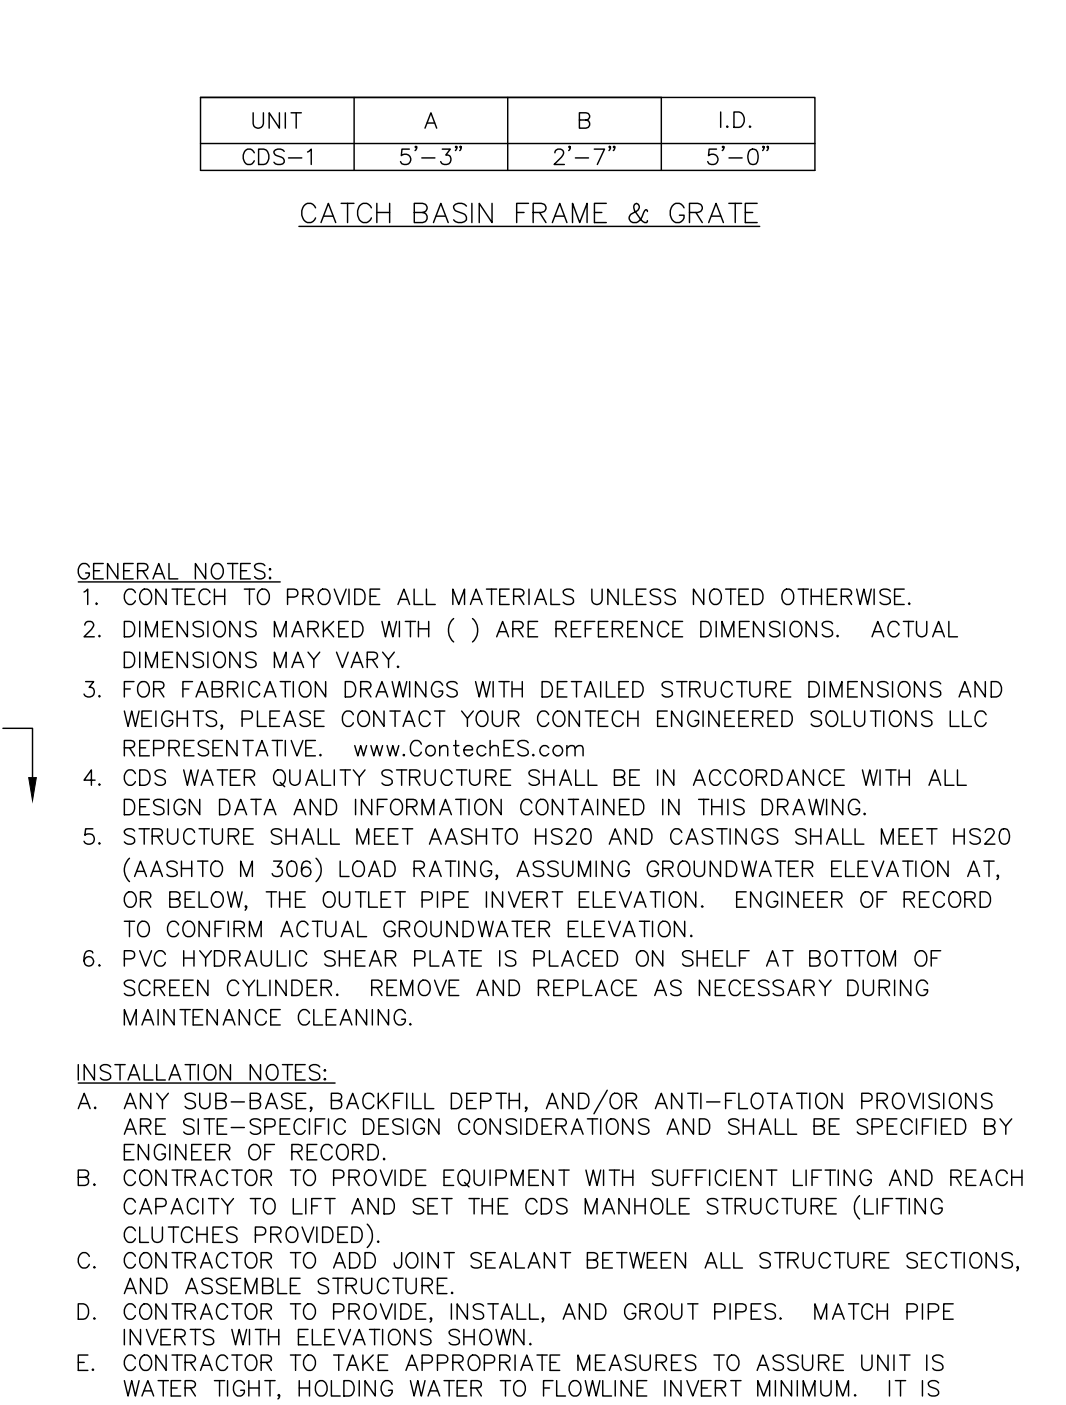 UNIT A B I.D.
CDS-1 5'-3" 2'-7" 5'-0"
CATCH BASIN FRAME & GRATE
GENERAL NOTES:
1. CONTECH TO PROVIDE ALL MATERIALS UNLESS NOTED OTHERWISE.
2. DIMENSIONS MARKED WITH ( ) ARE REFERENCE DIMENSIONS. ACTUAL
DIMENSIONS MAY VARY.
3. FOR FABRICATION DRAWINGS WITH DETAILED STRUCTURE DIMENSIONS AND
WEIGHTS, PLEASE CONTACT YOUR CONTECH ENGINEERED SOLUTIONS LLC
REPRESENTATIVE. www.ContechES.com
4. CDS WATER QUALITY STRUCTURE SHALL BE IN ACCORDANCE WITH ALL
DESIGN DATA AND INFORMATION CONTAINED IN THIS DRAWING.
5. STRUCTURE SHALL MEET AASHTO HS20 AND CASTINGS SHALL MEET HS20
(AASHTO M 306) LOAD RATING, ASSUMING GROUNDWATER ELEVATION AT,
OR BELOW, THE OUTLET PIPE INVERT ELEVATION. ENGINEER OF RECORD
TO CONFIRM ACTUAL GROUNDWATER ELEVATION.
6. PVC HYDRAULIC SHEAR PLATE IS PLACED ON SHELF AT BOTTOM OF
SCREEN CYLINDER. REMOVE AND REPLACE AS NECESSARY DURING
MAINTENANCE CLEANING.
INSTALLATION NOTES:
A. ANY SUB-BASE, BACKFILL DEPTH, AND/OR ANTI-FLOTATION PROVISIONS
ARE SITE-SPECIFIC DESIGN CONSIDERATIONS AND SHALL BE SPECIFIED BY
ENGINEER OF RECORD.
B. CONTRACTOR TO PROVIDE EQUIPMENT WITH SUFFICIENT LIFTING AND REACH
CAPACITY TO LIFT AND SET THE CDS MANHOLE STRUCTURE (LIFTING
CLUTCHES PROVIDED).
C. CONTRACTOR TO ADD JOINT SEALANT BETWEEN ALL STRUCTURE SECTIONS,
AND ASSEMBLE STRUCTURE.
D. CONTRACTOR TO PROVIDE, INSTALL, AND GROUT PIPES. MATCH PIPE
INVERTS WITH ELEVATIONS SHOWN.
E. CONTRACTOR TO TAKE APPROPRIATE MEASURES TO ASSURE UNIT IS
WATER TIGHT, HOLDING WATER TO FLOWLINE INVERT MINIMUM. IT IS